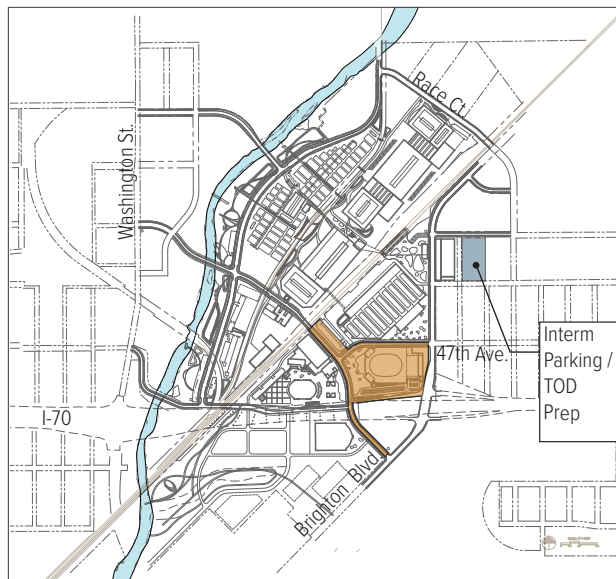 Race Ct.
Washington St.
47th Ave.
Interm
Parking /
TOD
Prep
I-70
Brighton Blvd.